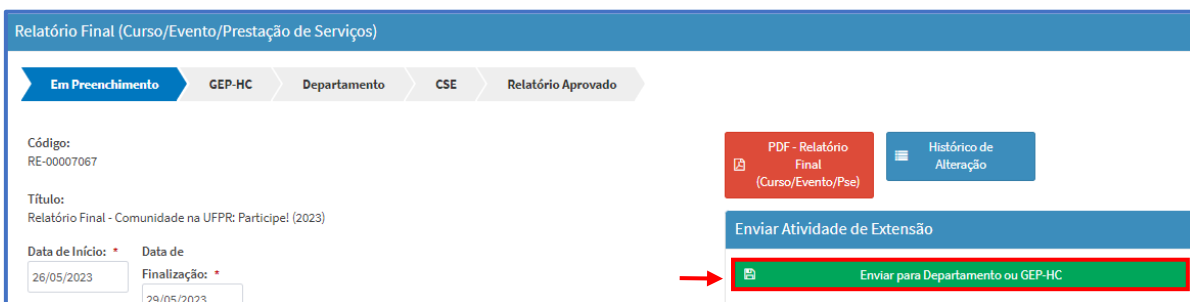 Relatório Final (Curso/Evento/Prestação de Serviços)
Em Preenchimento GEP-HC Departamento CSE Relatório Aprovado
Código:
RE-00007067
Título:
Relatório Final - Comunidade na UFPR: Participe! (2023)
Data de Início: *
26/05/2023
Data de
Finalização: *
29/05/2023
PDF - Relatório
Final
(Curso/Evento/Pse)
Histórico de
Alteração
Enviar Atividade de Extensão
Enviar para Departamento ou GEP-HC